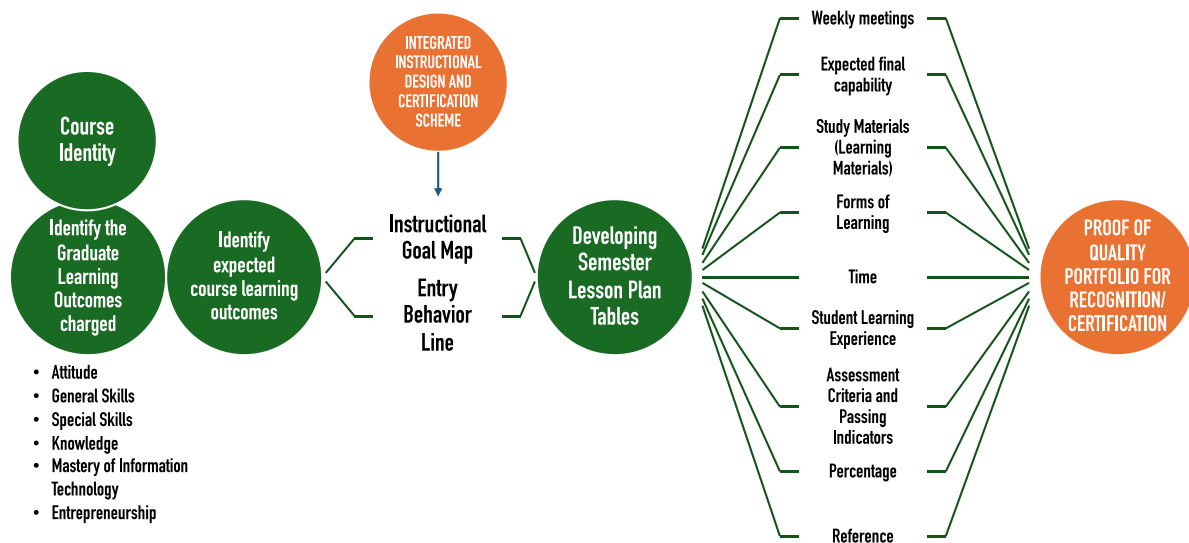 Course
Identity
Identify the
Graduate
Learning
Outcomes
charged
• Attitude
• General Skills
• Special Skills
• Knowledge
• Mastery of Information
Technology
• Entrepreneurship
Identify
expected
course learning
outcomes
INTEGRATED
INSTRUCTIONAL
DESIGN AND
CERTIFICATION
SCHEME
Instructional
Goal Map
Entry
Behavior
Line
Developing
Semester
Lesson Plan
Tables
Weekly meetings
Expected final
capability
Study Materials
(Learning
Materials)
Forms of
Learning
Time
Student Learning
Experience
Assessment
Criteria and
Passing
Indicators
Percentage
Reference
PROOF OF
QUALITY
PORTFOLIO FOR
RECOGNITION/
CERTIFICATION